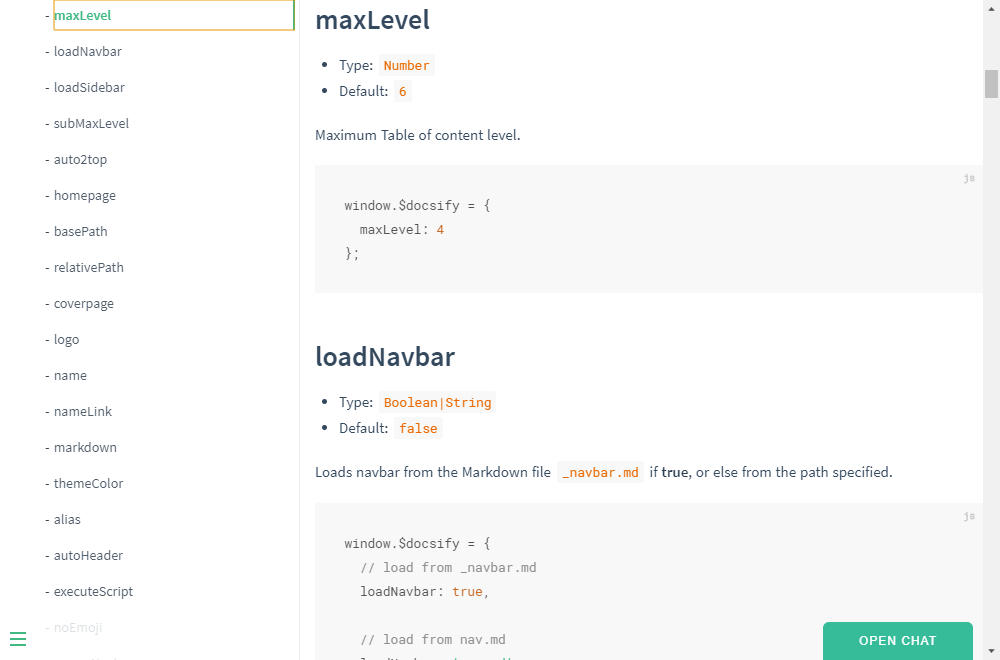 - maxLevel
- loadNavbar
- loadSidebar
- subMaxLevel
- auto2top
- homepage
- basePath
- relativePath
- coverpage
- logo
- name
- nameLink
- markdown
- themeColor
- alias
- autoHeader
- executeScript
- noEmoji
maxLevel
Type: Number
Default: 6
Maximum Table of content level.
js
window.$docsify = {
  maxLevel: 4
};
loadNavbar
Type: Boolean|String
Default: false
Loads navbar from the Markdown file _navbar.md if true, or else from the path specified.
js
window.$docsify = {
  // load from _navbar.md
  loadNavbar: true,
  // load from nav.md
OPEN CHAT